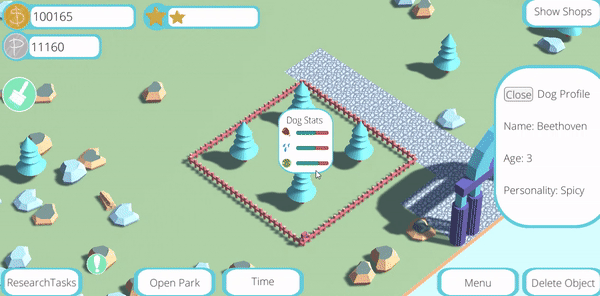 100165
11160
Show Shops
Dog Stats
Close Dog Profile
Name: Beethoven
Age: 3
Personality: Spicy
ResearchTasks
Open Park
Time
Menu
Delete Object